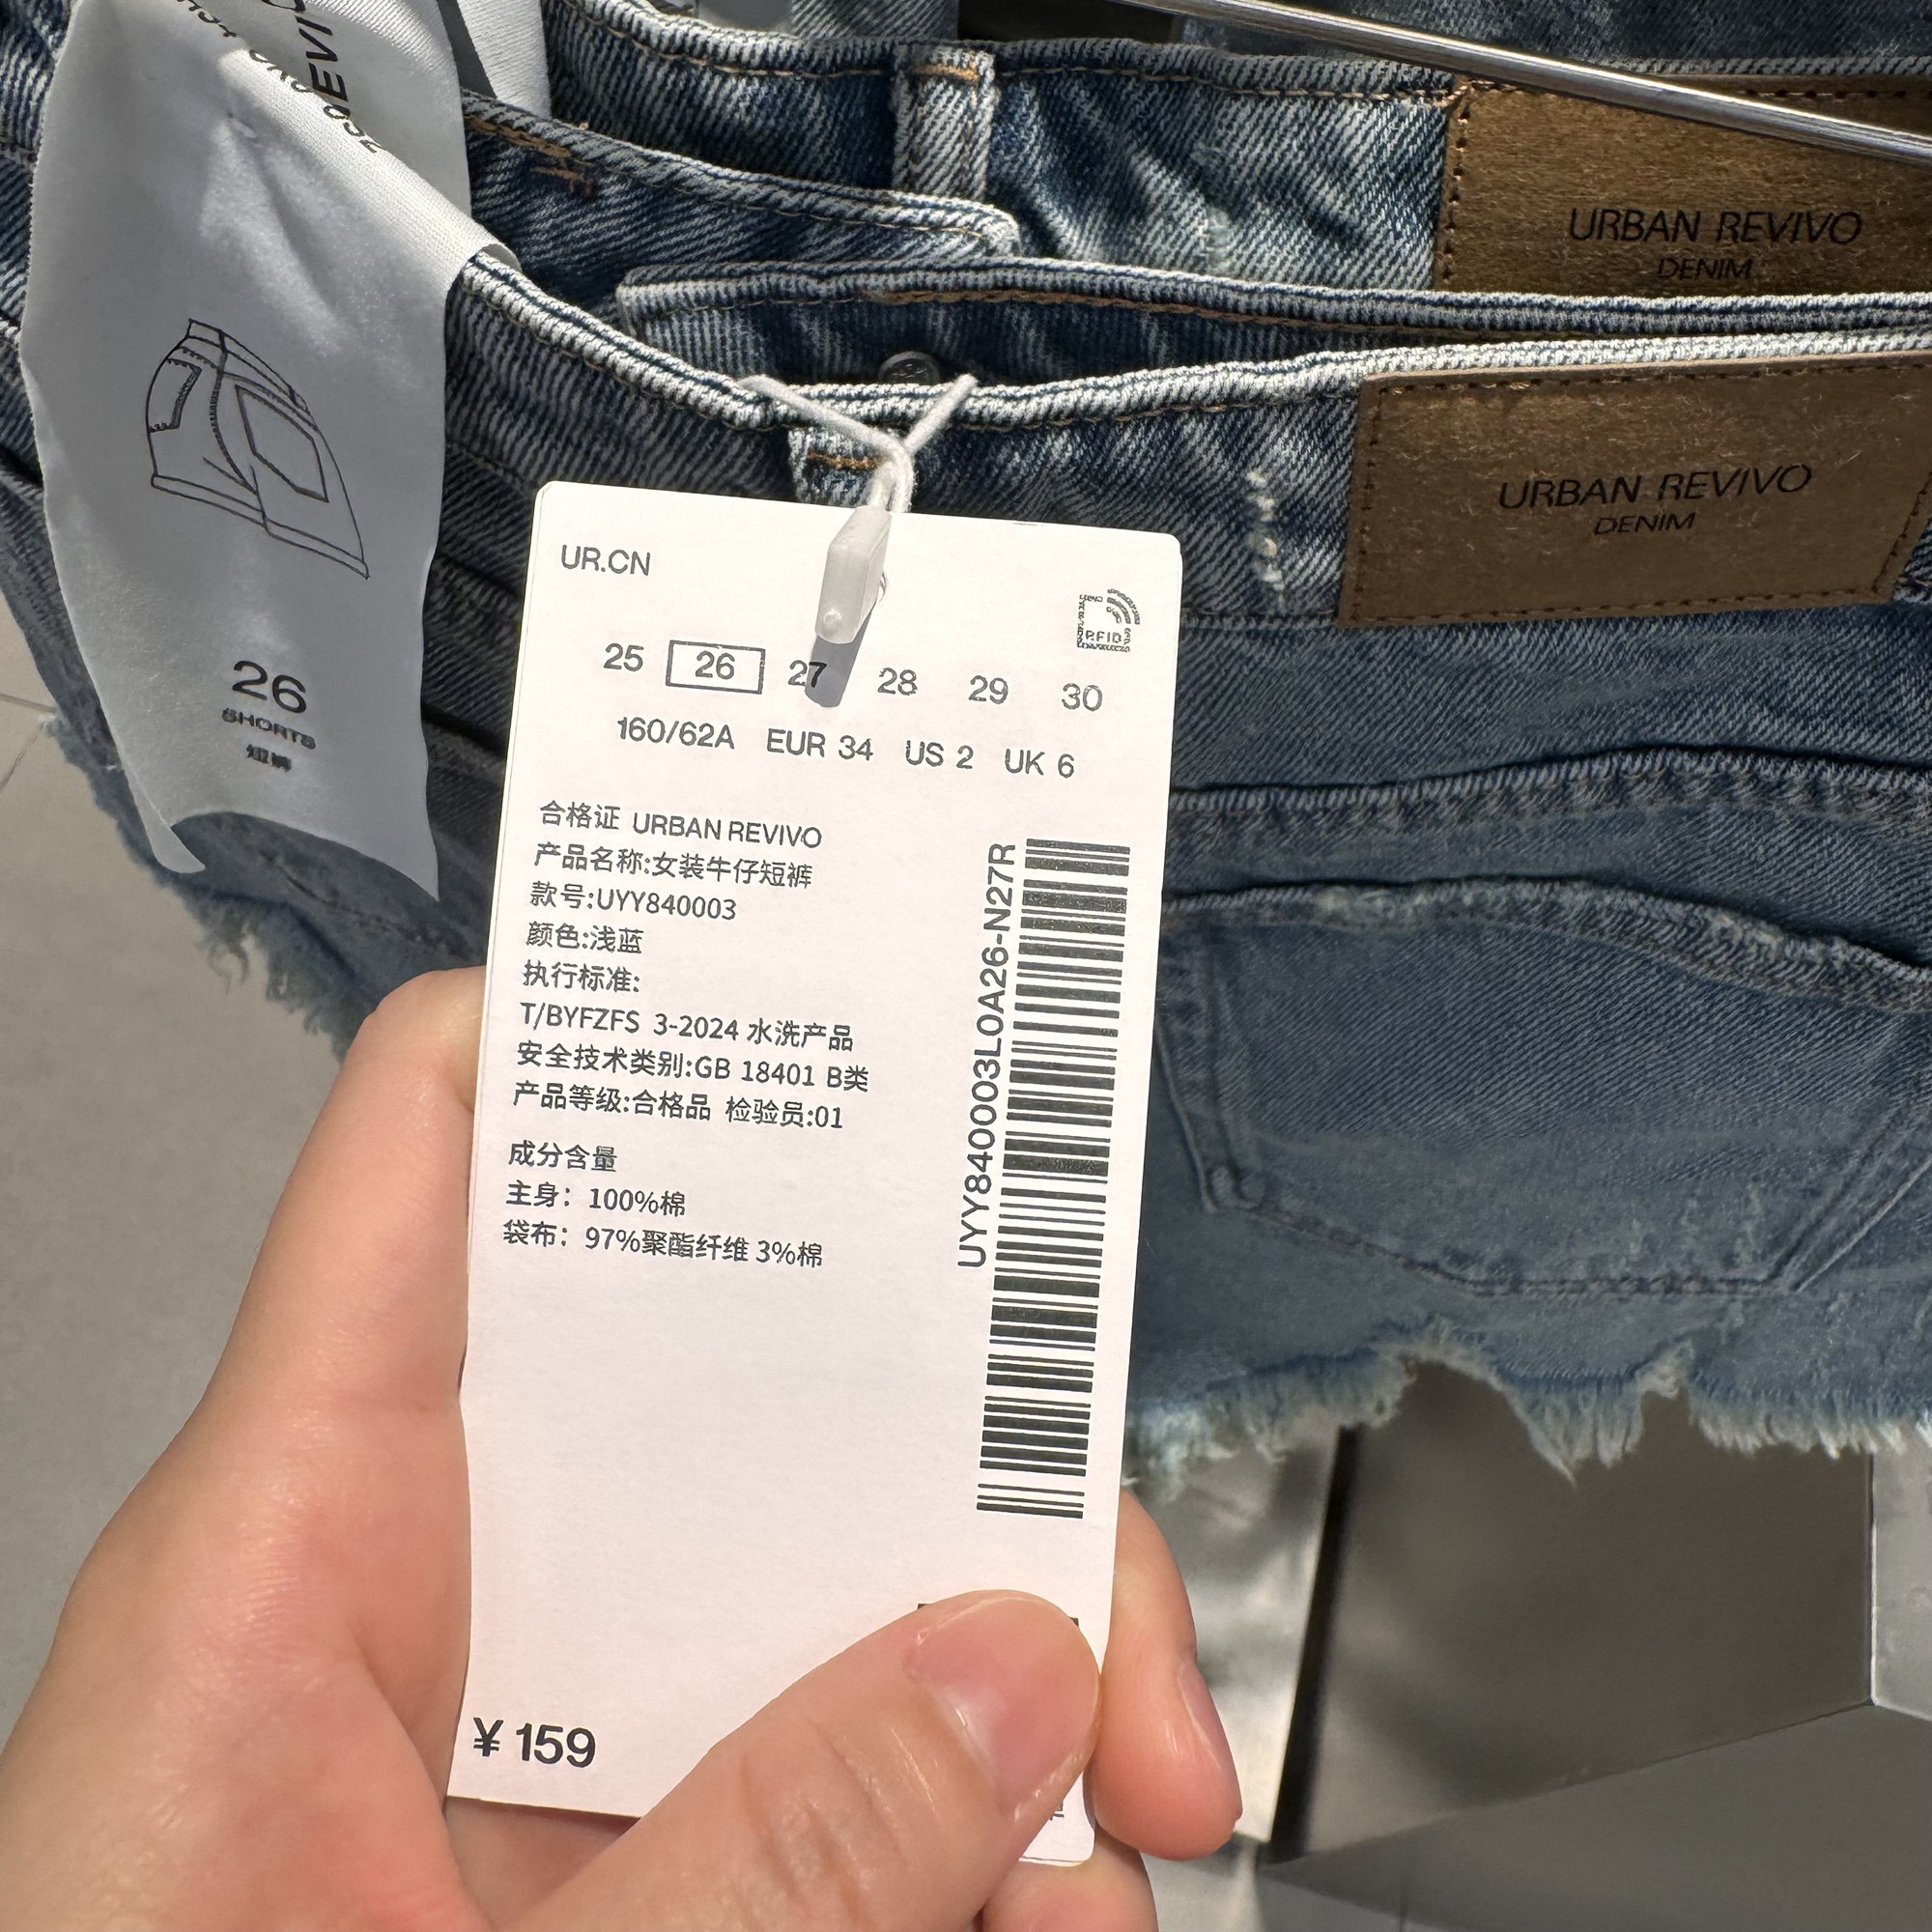 URBAN REVIVO
DENIM
URBAN REVIVO
DENIM
26
SHORTS
短裤
UR.CN
RFID
25 26 27 28 29 30
160/62A EUR 34 US 2 UK 6
合格证 URBAN REVIVO
产品名称:女装牛仔短裤
款号:UYY840003
颜色:浅蓝
执行标准:
T/BYFZFS 3-2024 水洗产品
安全技术类别:GB 18401 B类
产品等级:合格品 检验员:01
成分含量
主身：100%棉
袋布：97%聚酯纤维 3%棉
UYY840003L0A26-N27R
¥ 159